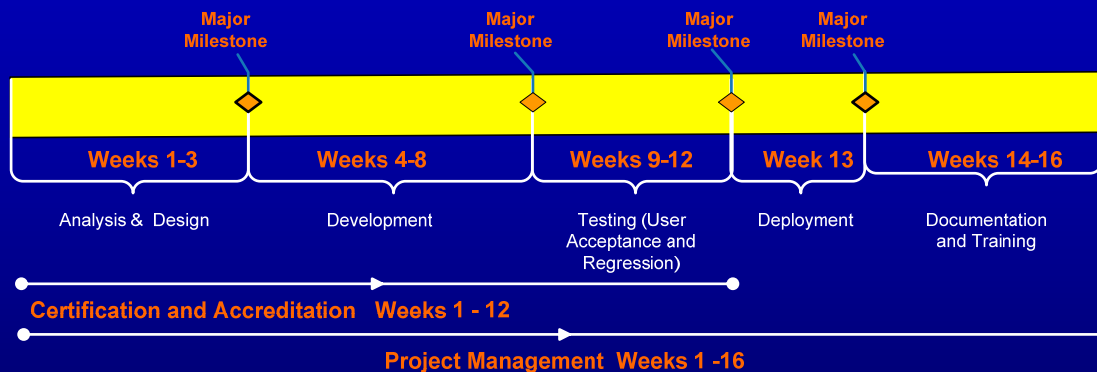 Major
Milestone
Major
Milestone
Major
Milestone
Major
Milestone
Weeks 1-3
Weeks 4-8
Weeks 9-12
Week 13
Weeks 14-16
Analysis & Design
Development
Testing (User
Acceptance and
Regression)
Deployment
Documentation
and Training
Certification and Accreditation Weeks 1 - 12
Project Management Weeks 1 -16